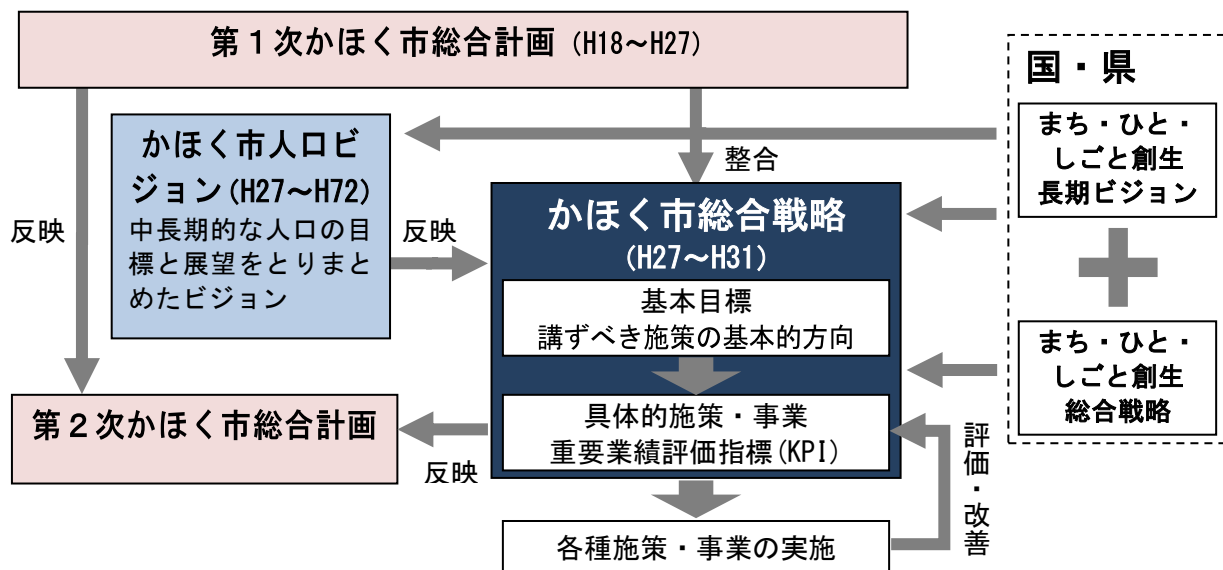 第１次かほく市総合計画 (H18～H27)
国・県
まち・ひと・
しごと創生
長期ビジョン
かほく市人口ビ
ジョン(H27～H72)
中長期的な人口の目
標と展望をとりまと
めたビジョン
整合
反映
反映
かほく市総合戦略
(H27～H31)
基本目標
講ずべき施策の基本的方向
まち・ひと・
しごと創生
総合戦略
第２次かほく市総合計画
反映
具体的施策・事業
重要業績評価指標(KPI)
評価・改善
各種施策・事業の実施